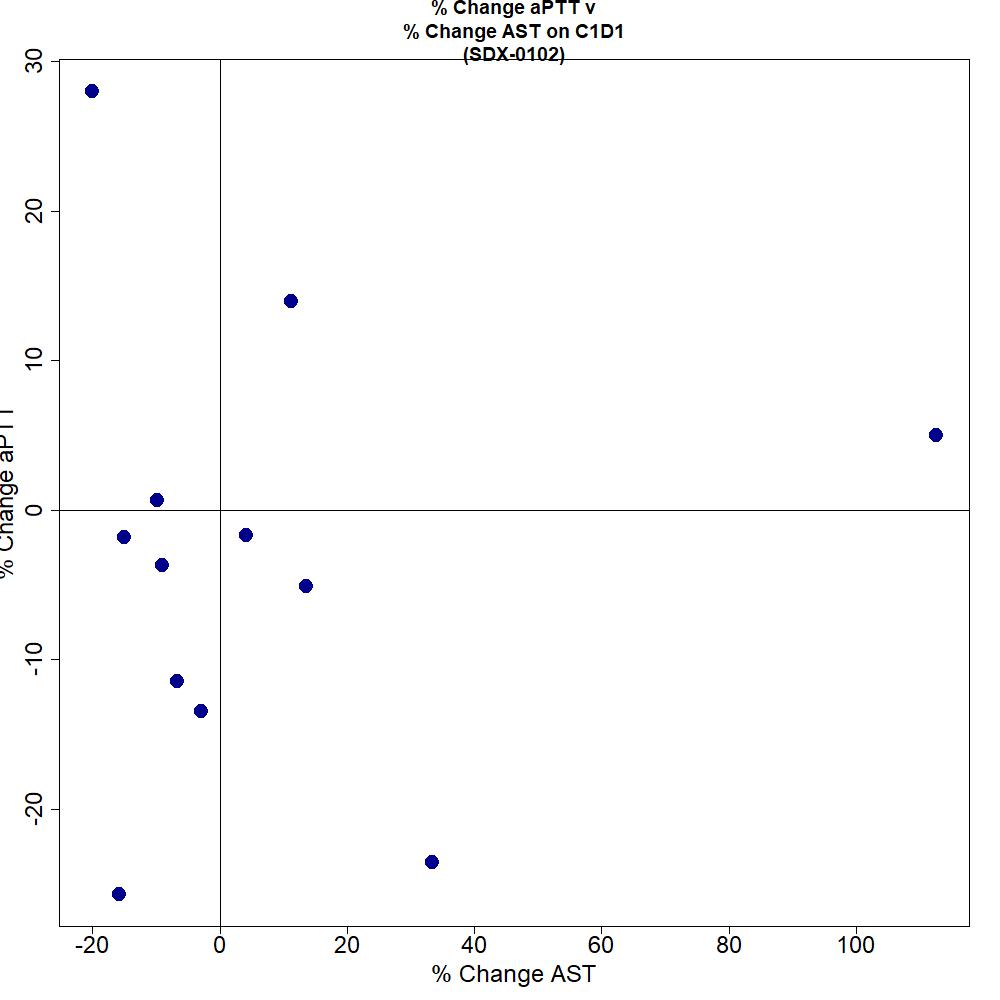 % Change aPTT v
% Change AST on C1D1
(SDX-0102)
30
20
10
0
-10
-20
% Change aPTT
-20 0 20 40 60 80 100
% Change AST